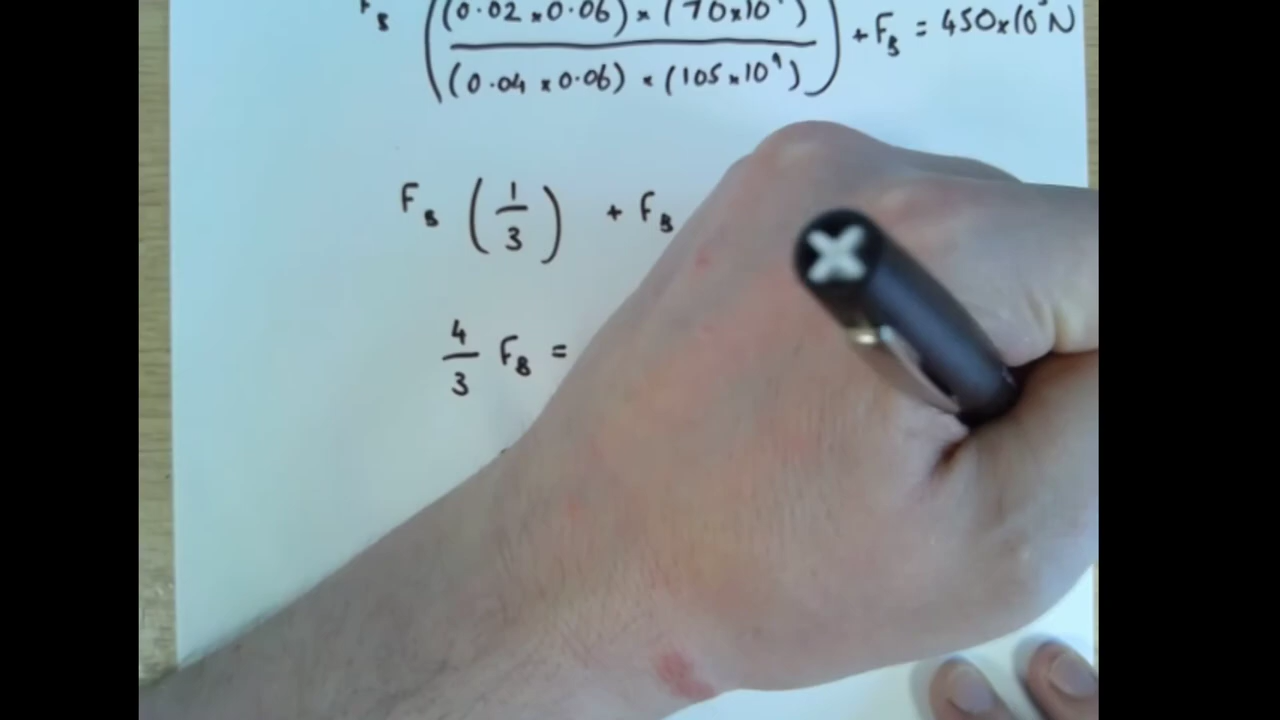 F_B ((0.02 × 0.06) × (70×10⁹) / (0.04 × 0.06) × (105×10⁹)) + F_B = 450×10³ N
F_B (1/3) + F_B
4/3 F_B =